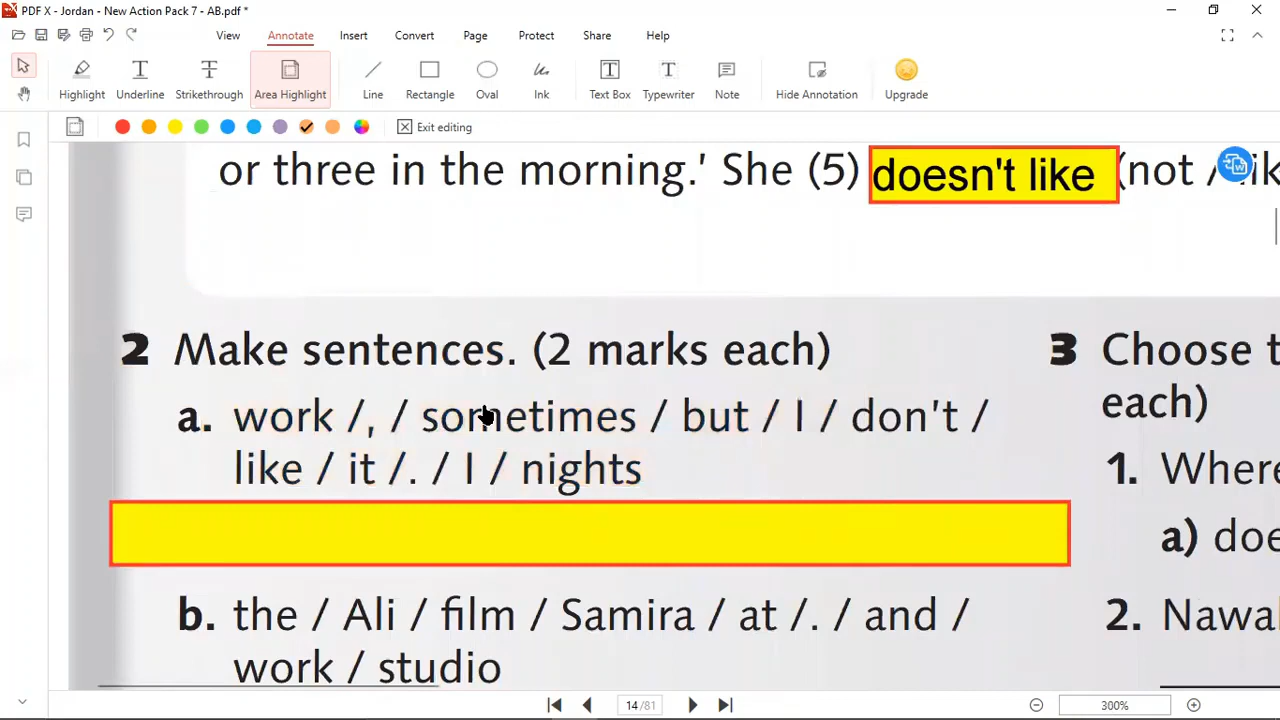 PDF X - Jordan - New Action Pack 7 - AB.pdf *
View Annotate Insert Convert Page Protect Share Help
Highlight Underline Strikethrough Area Highlight Line Rectangle Oval Ink Text Box Typewriter Note Hide Annotation Upgrade
Exit editing
or three in the morning.' She (5) doesn't like (not /
2 Make sentences. (2 marks each)
a. work /, / sometimes / but / I / don't /
like / it /. / I / nights
b. the / Ali / film / Samira / at /. / and /
work / studio
3 Choose t
each)
1. Where
a) doe
2. Nawal
14/81
300%